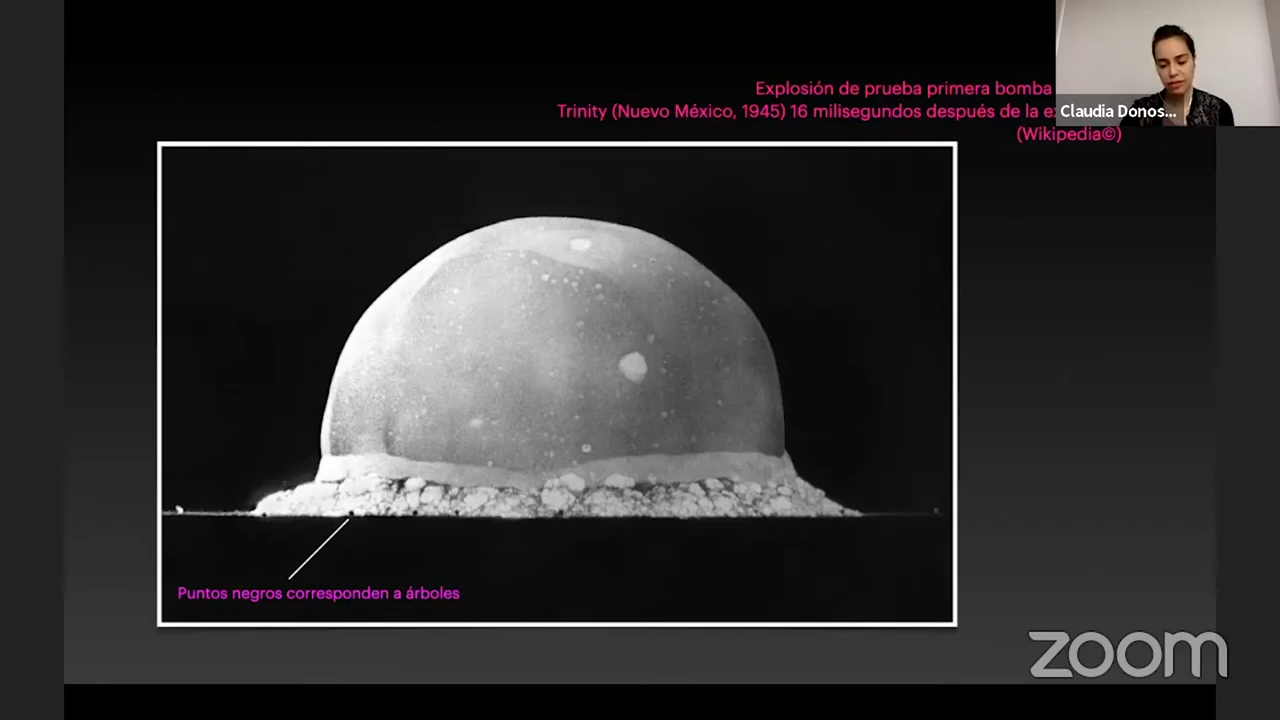 Explosión de prueba primera bomba
Trinity (Nuevo México, 1945) 16 milisegundos después de la
Claudia Donos...
(Wikipedia©)
Puntos negros corresponden a árboles
zoom